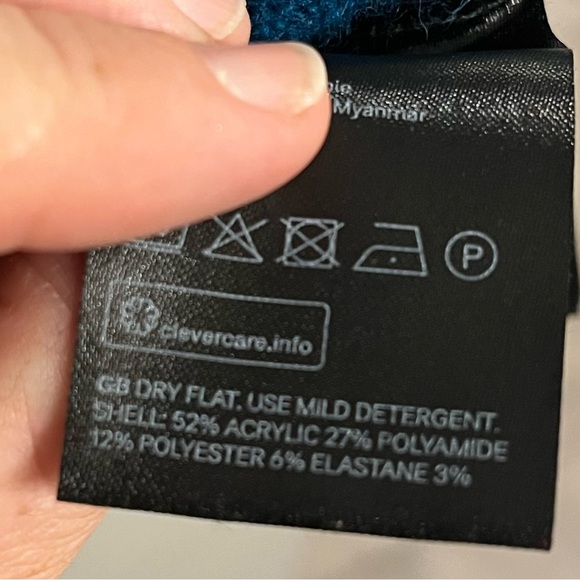 Myanmar
P
clevercare.info
GB DRY FLAT. USE MILD DETERGENT.
SHELL: 52% ACRYLIC 27% POLYAMIDE
12% POLYESTER 6% ELASTANE 3%